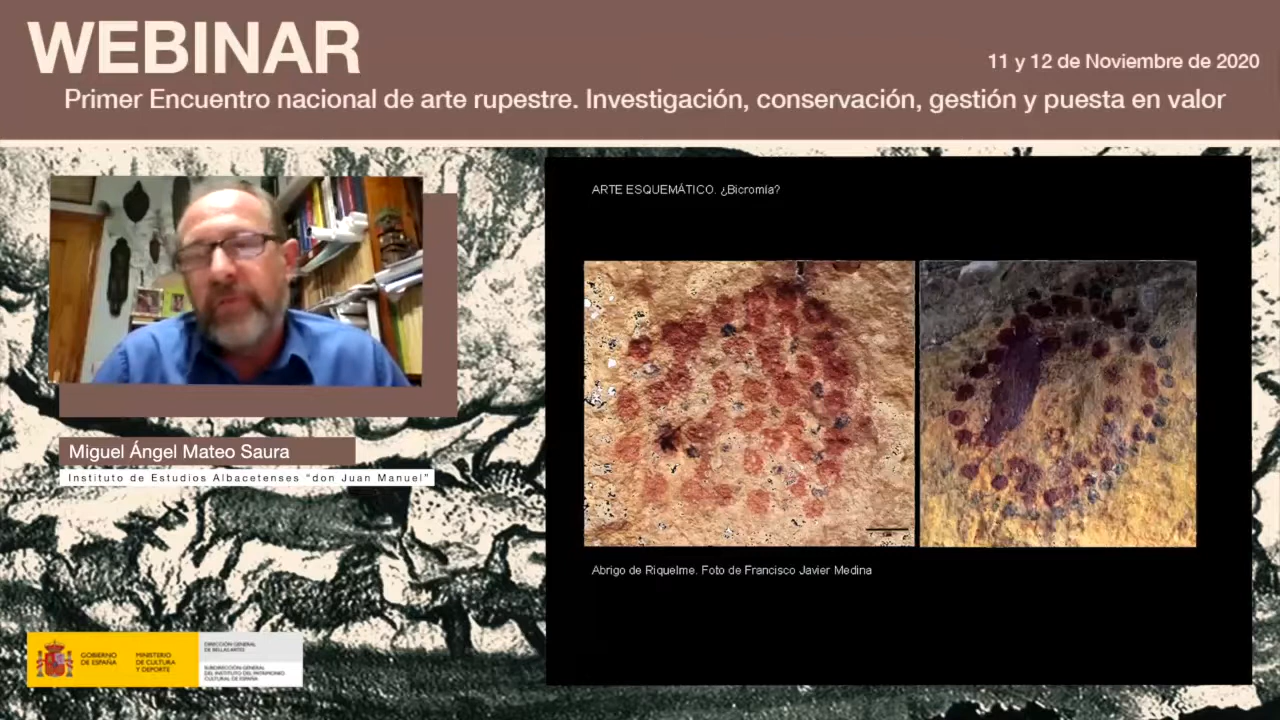 WEBINAR
11 y 12 de Noviembre de 2020
Primer Encuentro nacional de arte rupestre. Investigación, conservación, gestión y puesta en valor
ARTE ESQUEMÁTICO. ¿Bicromía?
Miguel Ángel Mateo Saura
Instituto de Estudios Albacetenses "don Juan Manuel"
Abrigo de Riquelme. Foto de Francisco Javier Medina
GOBIERNO
DE ESPAÑA
MINISTERIO
DE CULTURA
Y DEPORTE
DIRECCIÓN GENERAL
DE BELLAS ARTES
SUBDIRECCIÓN GENERAL
DEL INSTITUTO DEL PATRIMONIO
CULTURAL DE ESPAÑA